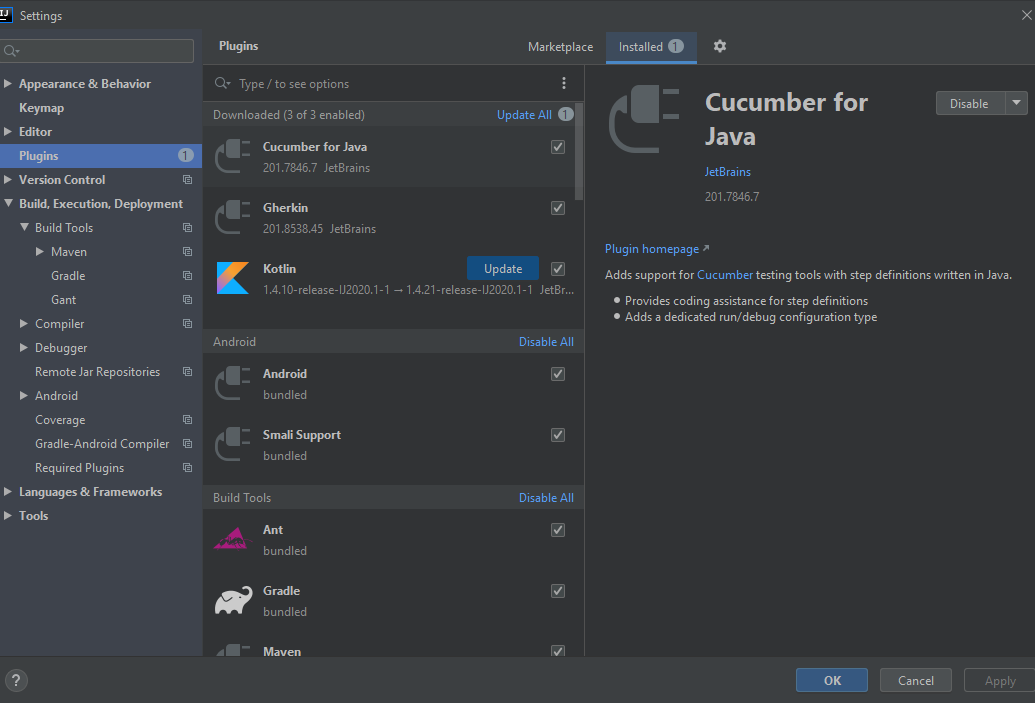 IJ Settings
Appearance & Behavior
Keymap
Editor
Plugins 1
Version Control
Build, Execution, Deployment
Build Tools
Maven
Gradle
Gant
Compiler
Debugger
Remote Jar Repositories
Android
Coverage
Gradle-Android Compiler
Required Plugins
Languages & Frameworks
Tools
Plugins
Marketplace
Installed 1
Type / to see options
Downloaded (3 of 3 enabled) Update All 1
Cucumber for Java
201.7846.7 JetBrains
Gherkin
201.8538.45 JetBrains
Kotlin Update
1.4.10-release-IJ2020.1-1 → 1.4.21-release-IJ2020.1-1 JetBr...
Android Disable All
Android
bundled
Smali Support
bundled
Build Tools Disable All
Ant
bundled
Gradle
bundled
Maven
Cucumber for
Java
Disable
JetBrains
201.7846.7
Plugin homepage ↗
Adds support for Cucumber testing tools with step definitions written in Java.
• Provides coding assistance for step definitions
• Adds a dedicated run/debug configuration type
?
OK
Cancel
Apply